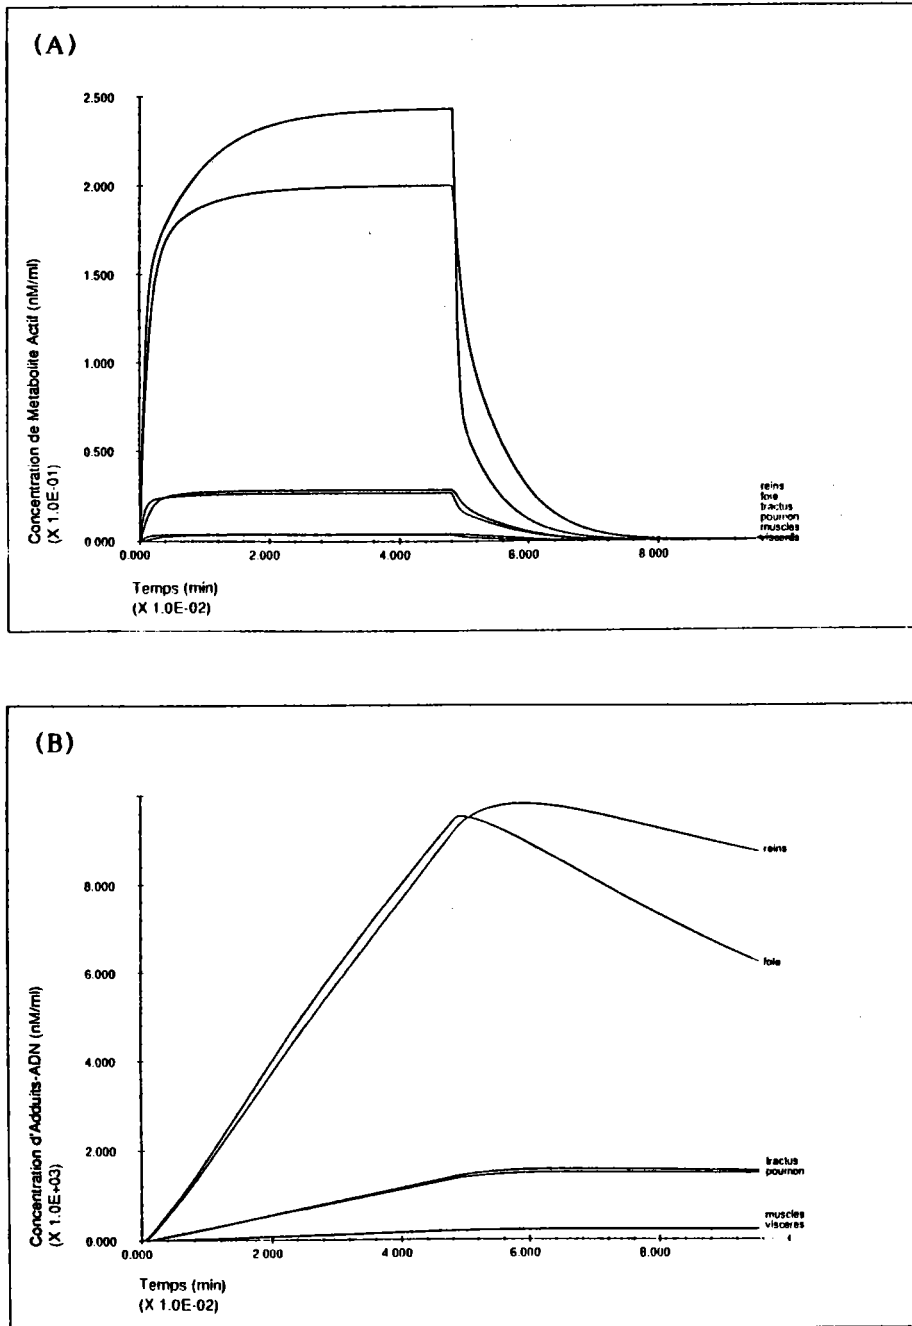 (A)
Concentration de Metabolite Actif (nM/ml)
(X 1.0E-01)
2.500
2.000
1.500
1.000
0.500
0.000
0.000
2.000
4.000
6.000
8.000
reins
foie
tractus
poumon
muscles
visceres
Temps (min)
(X 1.0E-02)
(B)
Concentration d'Adduits-ADN (nM/ml)
(X 1.0E+03)
8.000
6.000
4.000
2.000
0.000
0.000
2.000
4.000
6.000
8.000
reins
foie
tractus
poumon
muscles
visceres
Temps (min)
(X 1.0E-02)